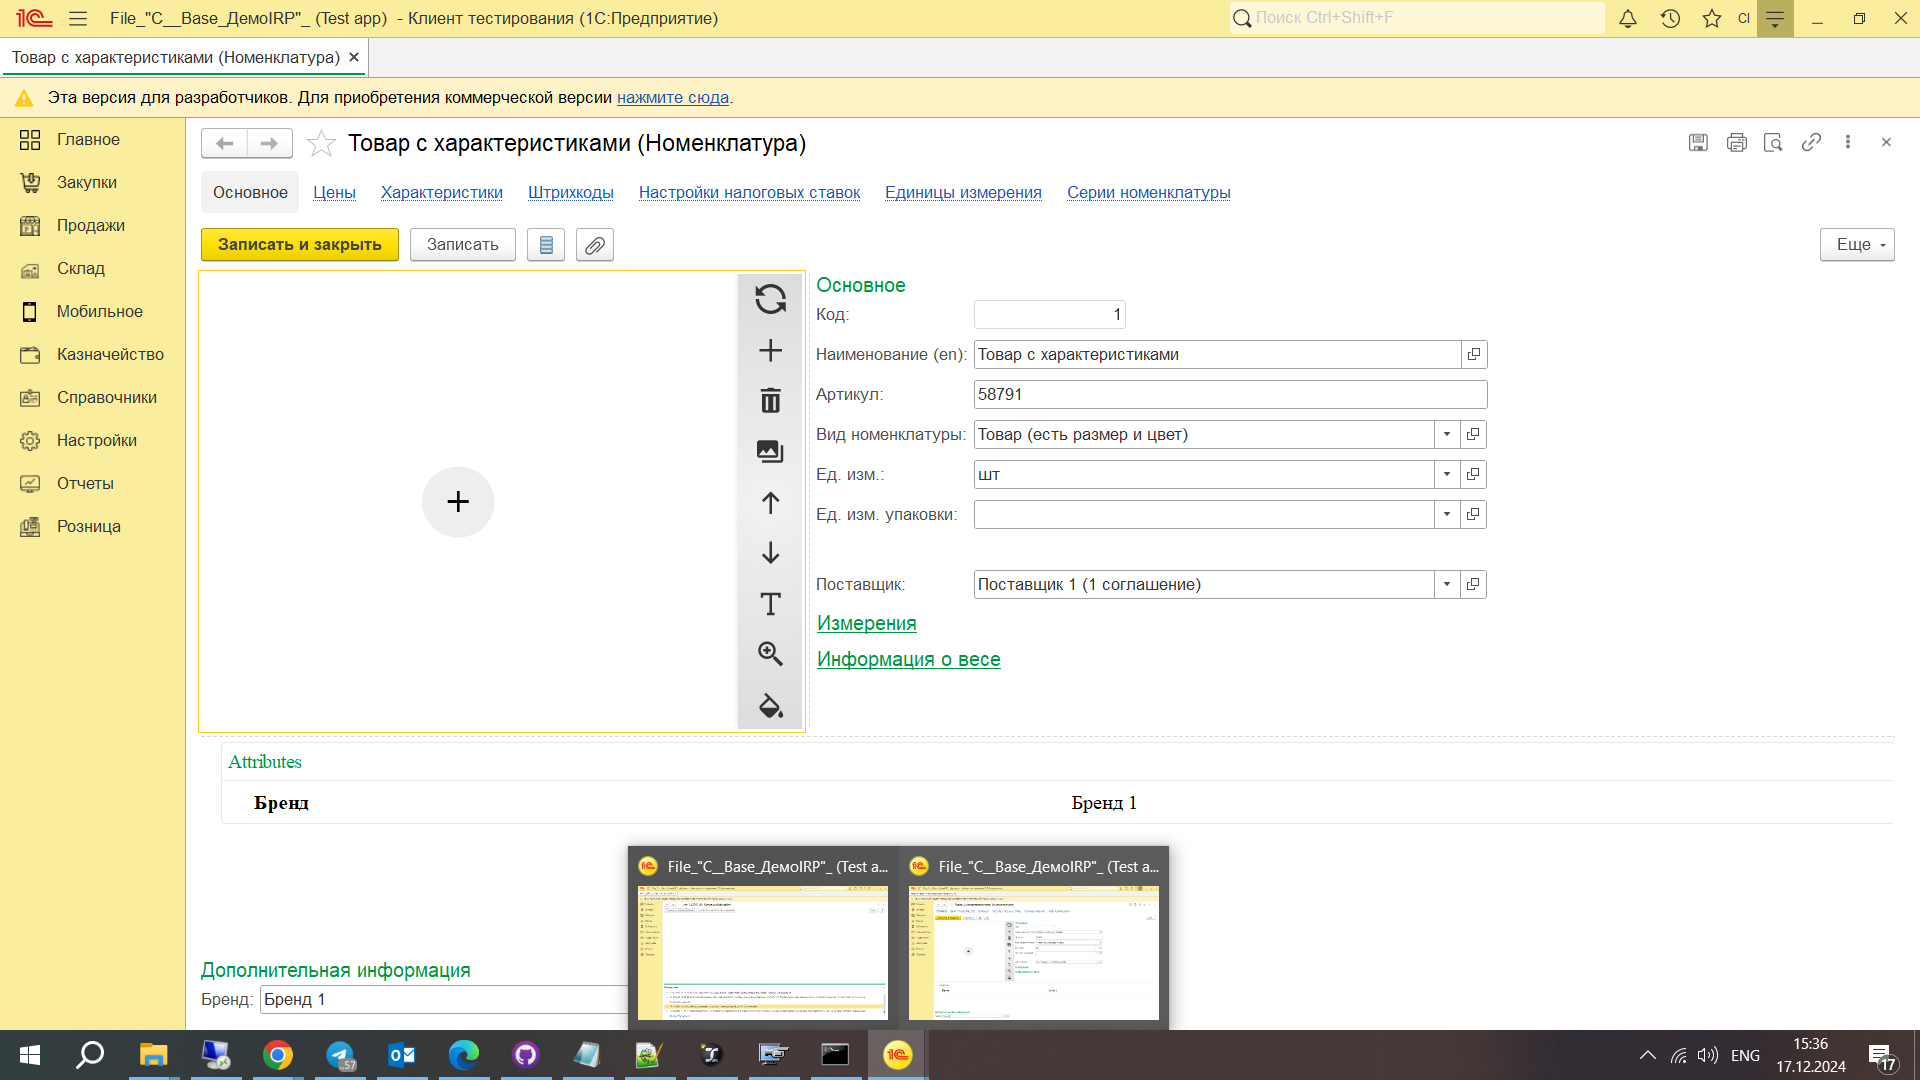 File_"C__Base_ДемоIRP"_ (Test app) - Клиент тестирования (1С:Предприятие)
Поиск Ctrl+Shift+F
CI
Товар с характеристиками (Номенклатура)
Эта версия для разработчиков. Для приобретения коммерческой версии нажмите сюда.
Главное
Закупки
Продажи
Склад
Мобильное
Казначейство
Справочники
Настройки
Отчеты
Розница
Товар с характеристиками (Номенклатура)
Основное Цены Характеристики Штрихкоды Настройки налоговых ставок Единицы измерения Серии номенклатуры
Записать и закрыть Записать Еще
Основное
Код: 1
Наименование (en): Товар с характеристиками
Артикул: 58791
Вид номенклатуры: Товар (есть размер и цвет)
Ед. изм.: шт
Ед. изм. упаковки:
Поставщик: Поставщик 1 (1 соглашение)
Измерения
Информация о весе
Attributes
Бренд Бренд 1
Дополнительная информация
Бренд: Бренд 1
File_"C__Base_ДемоIRP"_ (Test a...
File_"C__Base_ДемоIRP"_ (Test a...
57
ENG
15:36
17.12.2024
17